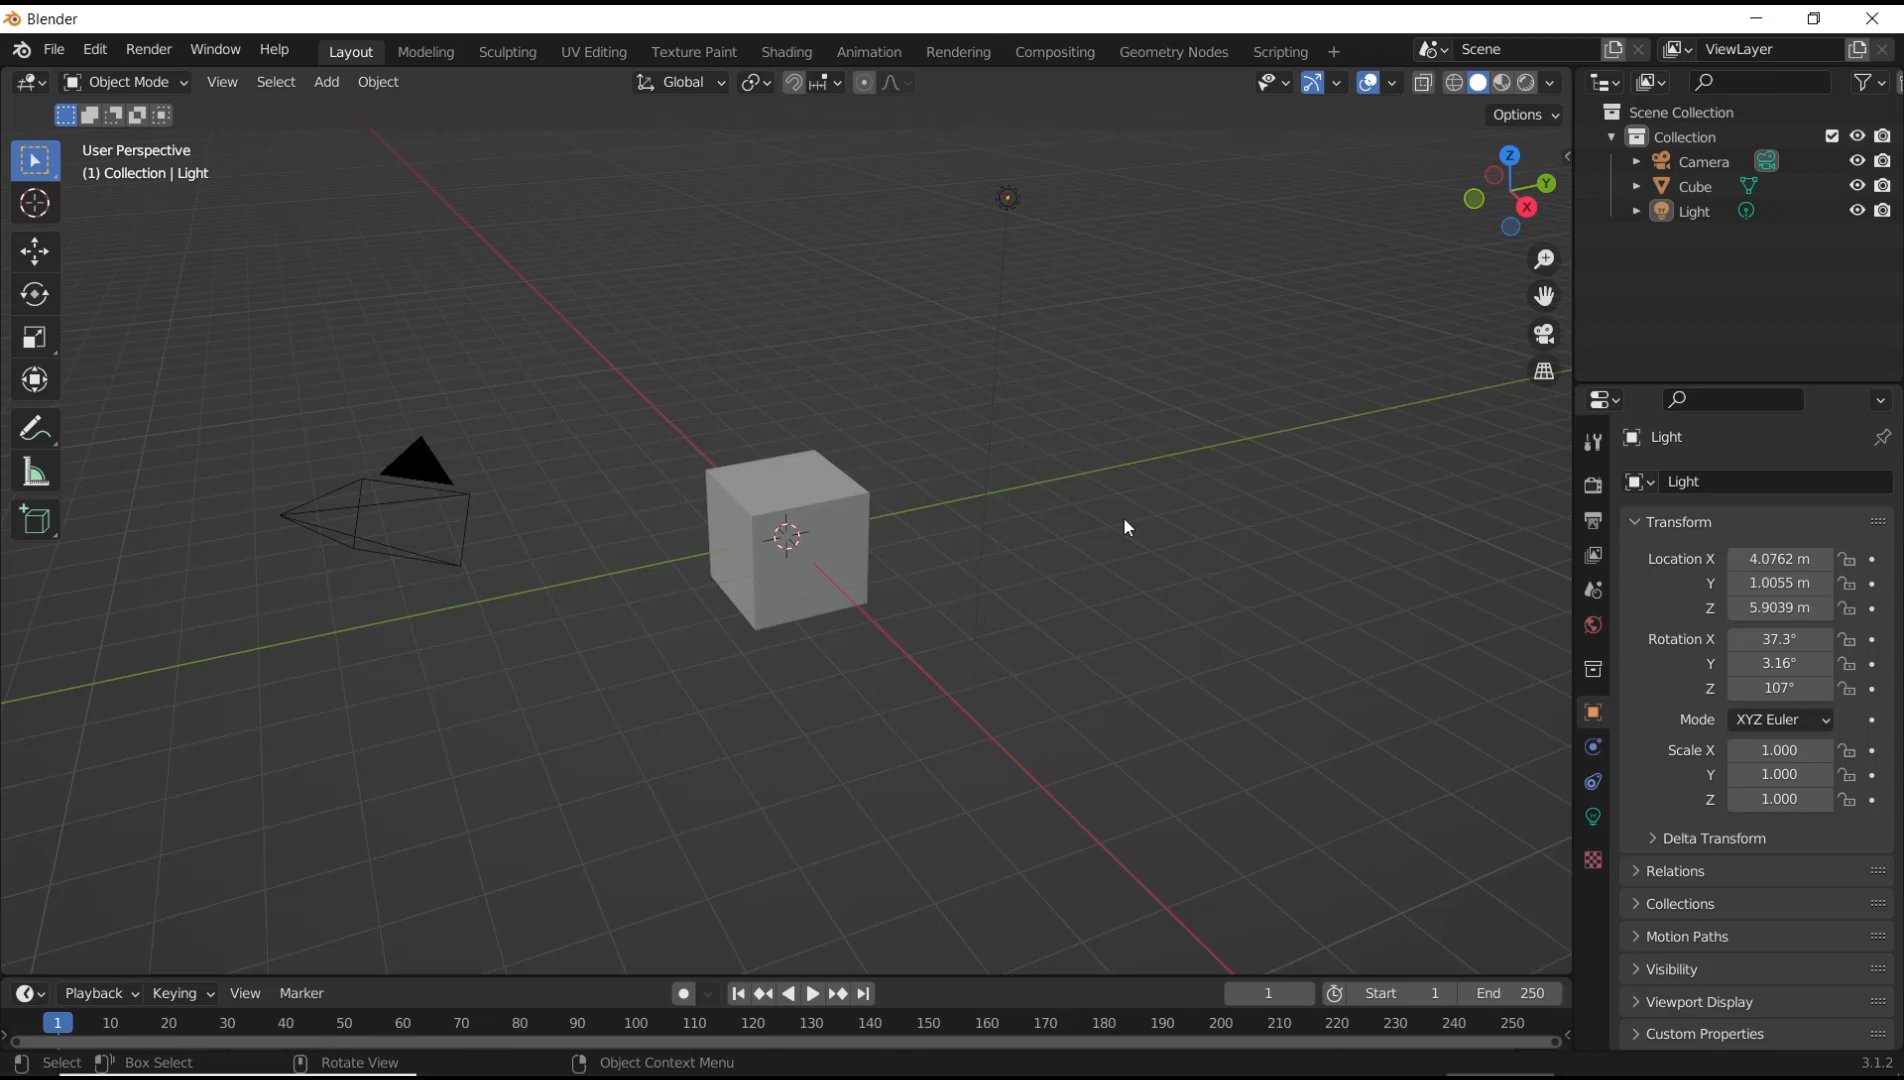 Blender
File Edit Render Window Help Layout Modeling Sculpting UV Editing Texture Paint Shading Animation Rendering Compositing Geometry Nodes Scripting + Scene ViewLayer
Object Mode View Select Add Object Global
Options
User Perspective
(1) Collection | Light
Z
Y
X
Scene Collection
Collection
Camera
Cube
Light
Light
Light
Transform
Location X 4.0762 m
Y 1.0055 m
Z 5.9039 m
Rotation X 37.3°
Y 3.16°
Z 107°
Mode XYZ Euler
Scale X 1.000
Y 1.000
Z 1.000
Delta Transform
Relations
Collections
Motion Paths
Visibility
Viewport Display
Custom Properties
Playback Keying View Marker 1 Start 1 End 250
1 10 20 30 40 50 60 70 80 90 100 110 120 130 140 150 160 170 180 190 200 210 220 230 240 250
Select Box Select Rotate View Object Context Menu 3.1.2